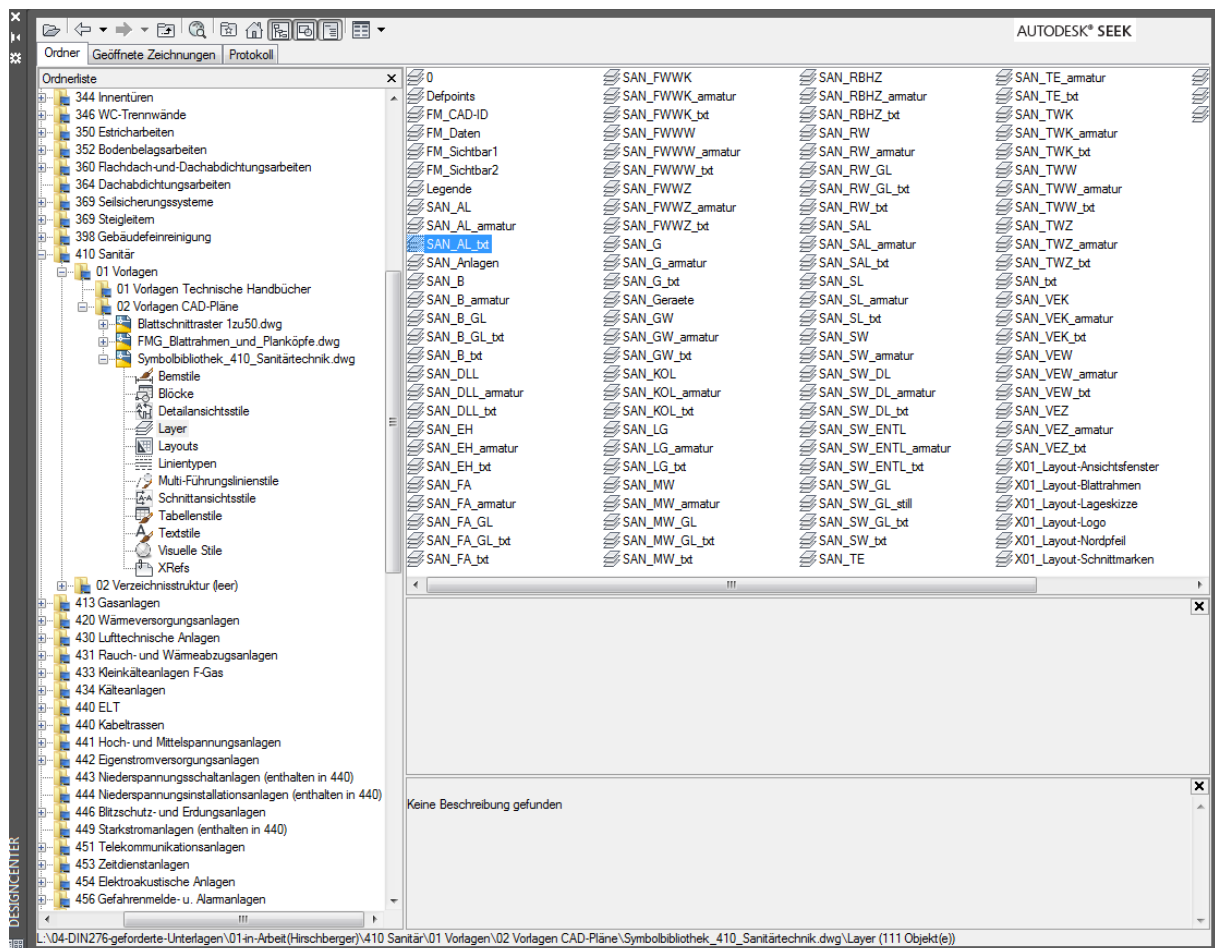 AUTODESK® SEEK
Ordner
Geöffnete Zeichnungen
Protokoll
Ordnerliste
344 Innentüren
346 WC-Trennwände
350 Estricharbeiten
352 Bodenbelagsarbeiten
360 Flachdach-und-Dachabdichtungsarbeiten
364 Dachabdichtungsarbeiten
369 Seilsicherungssysteme
369 Steigleitern
398 Gebäudefeinreinigung
410 Sanitär
01 Vorlagen
01 Vorlagen Technische Handbücher
02 Vorlagen CAD-Pläne
Blattschnittraster 1zu50.dwg
FMG_Blattrahmen_und_Planköpfe.dwg
Symbolbibliothek_410_Sanitärtechnik.dwg
Bemstile
Blöcke
Detailansichtsstile
Layer
Layouts
Linientypen
Multi-Führungslinienstile
Schnittansichtsstile
Tabellenstile
Textstile
Visuelle Stile
XRefs
02 Verzeichnisstruktur (leer)
413 Gasanlagen
420 Wärmeversorgungsanlagen
430 Lufttechnische Anlagen
431 Rauch- und Wärmeabzugsanlagen
433 Kleinkälteanlagen F-Gas
434 Kälteanlagen
440 ELT
440 Kabeltrassen
441 Hoch- und Mittelspannungsanlagen
442 Eigenstromversorgungsanlagen
443 Niederspannungsschaltanlagen (enthalten in 440)
444 Niederspannungsinstallationsanlagen (enthalten in 440)
446 Blitzschutz- und Erdungsanlagen
449 Starkstromanlagen (enthalten in 440)
451 Telekommunikationsanlagen
453 Zeitdienstanlagen
454 Elektroakustische Anlagen
456 Gefahrenmelde- u. Alarmanlagen
0
Defpoints
FM_CAD-ID
FM_Daten
FM_Sichtbar1
FM_Sichtbar2
Legende
SAN_AL
SAN_AL_armatur
SAN_AL_txt
SAN_Anlagen
SAN_B
SAN_B_armatur
SAN_B_GL
SAN_B_GL_txt
SAN_B_txt
SAN_DLL
SAN_DLL_armatur
SAN_DLL_txt
SAN_EH
SAN_EH_armatur
SAN_EH_txt
SAN_FA
SAN_FA_armatur
SAN_FA_GL
SAN_FA_GL_txt
SAN_FA_txt
SAN_FWWK
SAN_FWWK_armatur
SAN_FWWK_txt
SAN_FWWW
SAN_FWWW_armatur
SAN_FWWW_txt
SAN_FWWZ
SAN_FWWZ_armatur
SAN_FWWZ_txt
SAN_G
SAN_G_armatur
SAN_G_txt
SAN_Geraete
SAN_GW
SAN_GW_armatur
SAN_GW_txt
SAN_KOL
SAN_KOL_armatur
SAN_KOL_txt
SAN_LG
SAN_LG_armatur
SAN_LG_txt
SAN_MW
SAN_MW_armatur
SAN_MW_GL
SAN_MW_GL_txt
SAN_MW_txt
SAN_RBHZ
SAN_RBHZ_armatur
SAN_RBHZ_txt
SAN_RW
SAN_RW_armatur
SAN_RW_GL
SAN_RW_GL_txt
SAN_RW_txt
SAN_SAL
SAN_SAL_armatur
SAN_SAL_txt
SAN_SL
SAN_SL_armatur
SAN_SL_txt
SAN_SW
SAN_SW_armatur
SAN_SW_DL
SAN_SW_DL_armatur
SAN_SW_DL_txt
SAN_SW_ENTL
SAN_SW_ENTL_armatur
SAN_SW_ENTL_txt
SAN_SW_GL
SAN_SW_GL_still
SAN_SW_GL_txt
SAN_SW_txt
SAN_TE
SAN_TE_armatur
SAN_TE_txt
SAN_TWK
SAN_TWK_armatur
SAN_TWK_txt
SAN_TWW
SAN_TWW_armatur
SAN_TWW_txt
SAN_TWZ
SAN_TWZ_armatur
SAN_TWZ_txt
SAN_txt
SAN_VEK
SAN_VEK_armatur
SAN_VEK_txt
SAN_VEW
SAN_VEW_armatur
SAN_VEW_txt
SAN_VEZ
SAN_VEZ_armatur
SAN_VEZ_txt
X01_Layout-Ansichtsfenster
X01_Layout-Blattrahmen
X01_Layout-Lageskizze
X01_Layout-Logo
X01_Layout-Nordpfeil
X01_Layout-Schnittmarken
Keine Beschreibung gefunden
DESIGNCENTER
L:\04-DIN276-geforderte-Unterlagen\01-in-Arbeit(Hirschberger)\410 Sanitär\01 Vorlagen\02 Vorlagen CAD-Pläne\Symbolbibliothek_410_Sanitärtechnik.dwg\Layer (111 Objekt(e))